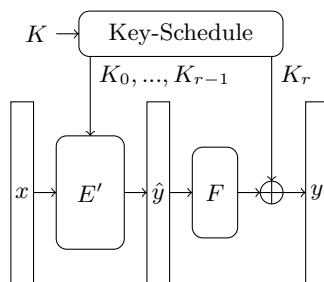 K Key-Schedule
K_0, ..., K_{r-1} K_r
x E′ ŷ F y